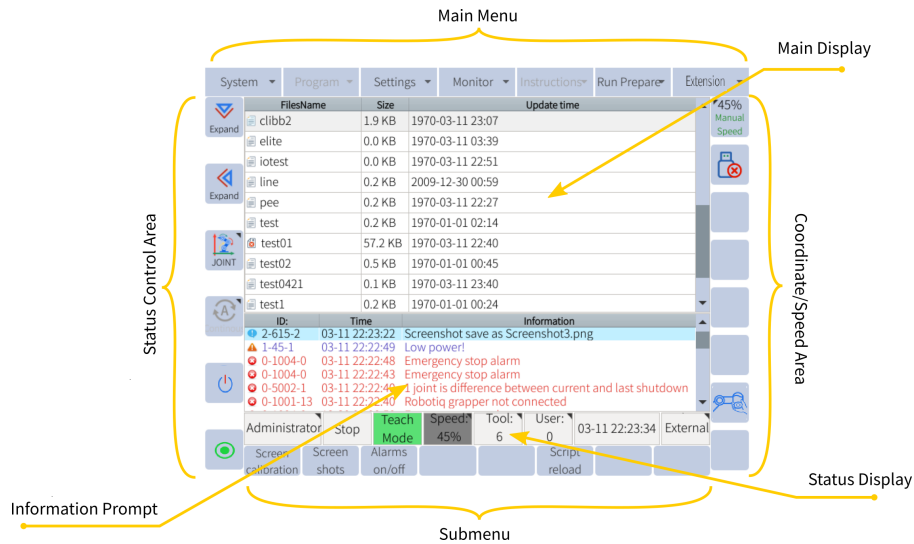 Main Menu
Main Display
System Program Settings Monitor Instructions Run Prepare Extension
FilesName Size Update time
clibb2 1.9 KB 1970-03-11 23:07
elite 0.0 KB 1970-03-11 03:39
iotest 0.0 KB 1970-03-11 22:51
line 0.2 KB 2009-12-30 00:59
pee 0.2 KB 1970-03-11 22:27
test 0.2 KB 1970-01-01 02:14
test01 57.2 KB 1970-03-11 22:40
test02 0.5 KB 1970-01-01 00:45
test0421 0.1 KB 1970-03-11 23:40
test1 0.2 KB 1970-01-01 00:24
Expand
Expand
JOINT
A
45%
Manual
Speed
Status Control Area
Coordinate/Speed Area
ID: Time Information
2-615-2 03-11 22:23:22 Screenshot save as Screenshot3.png
1-45-1 03-11 22:22:49 Low power!
0-1004-0 03-11 22:22:48 Emergency stop alarm
0-1004-0 03-11 22:22:43 Emergency stop alarm
0-5002-1 03-11 22:22:40 1 joint is difference between current and last shutdown
0-1001-13 03-11 22:22:40 Robotiq grapper not connected
Administrator Stop Teach Mode Speed: 45% Tool: 6 User: 0 03-11 22:23:34 External
Screen calibration
Screen shots
Alarms on/off
Script reload
Status Display
Information Prompt
Submenu